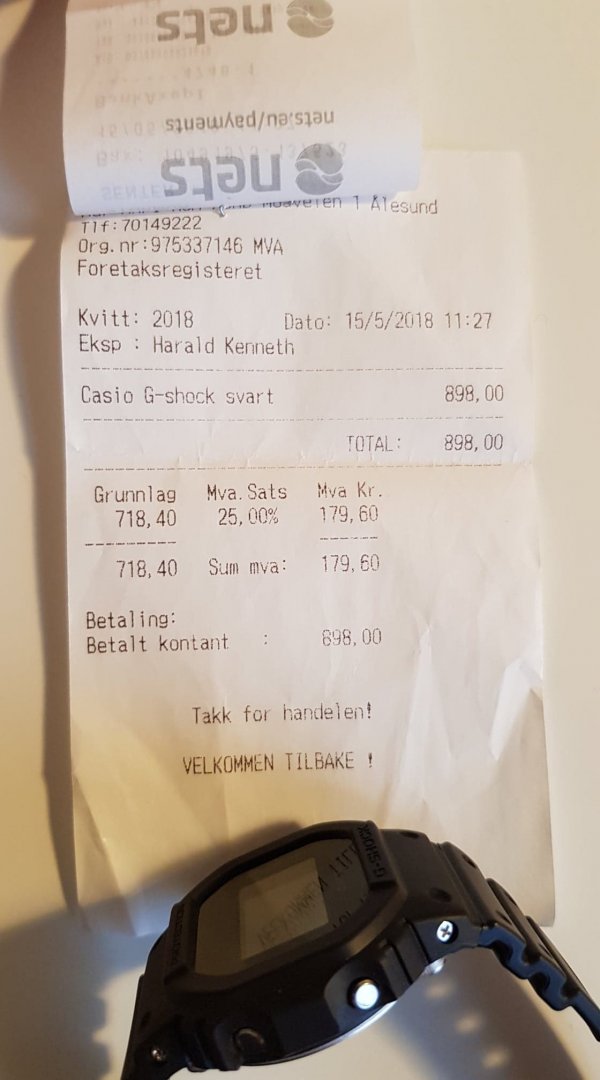 nets
nets.eu/payments
nets
Moavelen 1 Ålesund
Tlf:70149222
Org.nr:975337146 MVA
Foretaksregisteret
Kvitt: 2018 Dato: 15/5/2018 11:27
Eksp : Harald Kenneth
Casio G-shock svart 898,00
TOTAL: 898,00
Grunnlag Mva.Sats Mva Kr.
718,40 25,00% 179,60
718,40 Sum mva: 179,60
Betaling:
Betalt kontant : 898,00
Takk for handelen!
VELKOMMEN TILBAKE !
G-SHOCK